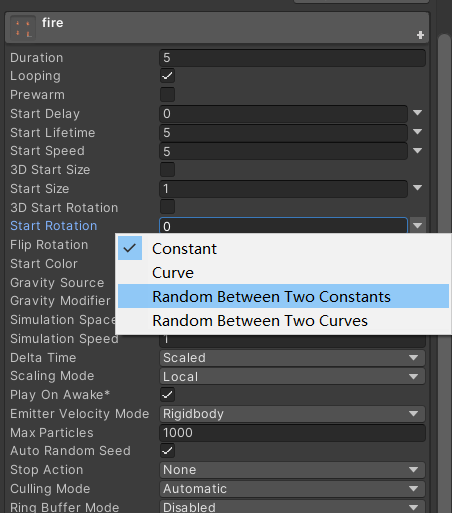 fire
Duration 5
Looping
Prewarm
Start Delay 0
Start Lifetime 5
Start Speed 5
3D Start Size
Start Size 1
3D Start Rotation
Start Rotation 0
Flip Rotation
Constant
Start Color
Curve
Gravity Source
Gravity Modifier
Random Between Two Constants
Simulation Space
Random Between Two Curves
Simulation Speed 1
Delta Time Scaled
Scaling Mode Local
Play On Awake*
Emitter Velocity Mode Rigidbody
Max Particles 1000
Auto Random Seed
Stop Action None
Culling Mode Automatic
Ring Buffer Mode Disabled